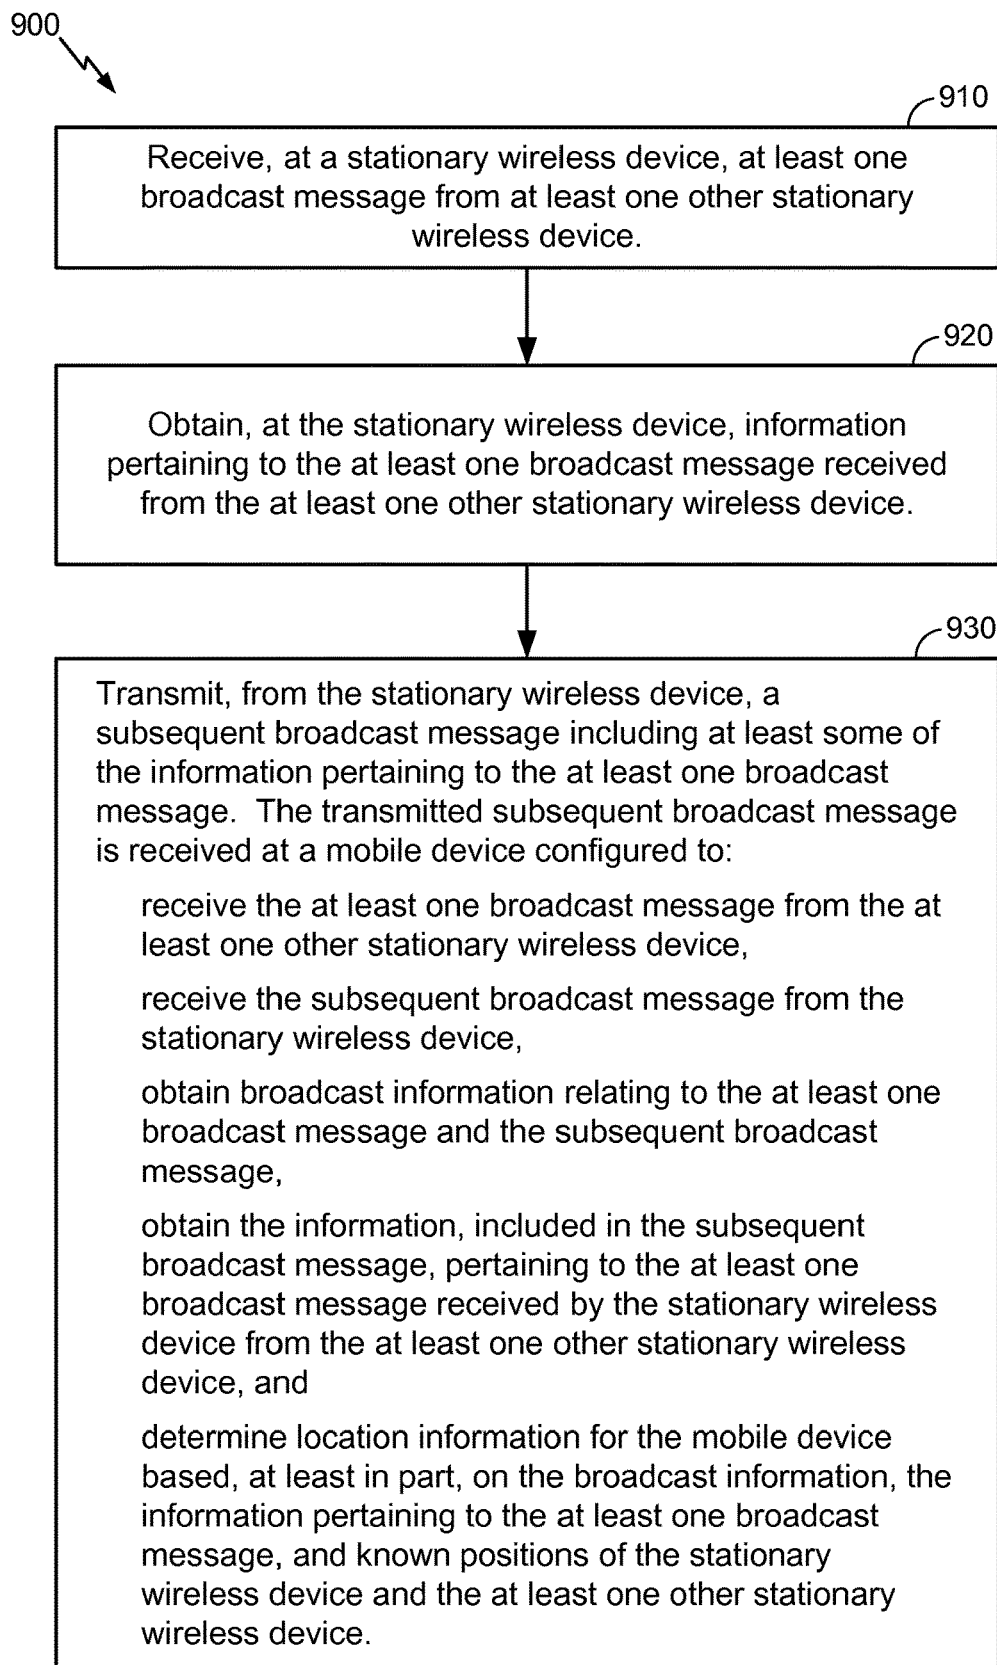 900
910
Receive, at a stationary wireless device, at least one
broadcast message from at least one other stationary
wireless device.
920
Obtain, at the stationary wireless device, information
pertaining to the at least one broadcast message received
from the at least one other stationary wireless device.
930
Transmit, from the stationary wireless device, a
subsequent broadcast message including at least some of
the information pertaining to the at least one broadcast
message.  The transmitted subsequent broadcast message
is received at a mobile device configured to:
receive the at least one broadcast message from the at
least one other stationary wireless device,
receive the subsequent broadcast message from the
stationary wireless device,
obtain broadcast information relating to the at least one
broadcast message and the subsequent broadcast
message,
obtain the information, included in the subsequent
broadcast message, pertaining to the at least one
broadcast message received by the stationary wireless
device from the at least one other stationary wireless
device, and
determine location information for the mobile device
based, at least in part, on the broadcast information, the
information pertaining to the at least one broadcast
message, and known positions of the stationary
wireless device and the at least one other stationary
wireless device.